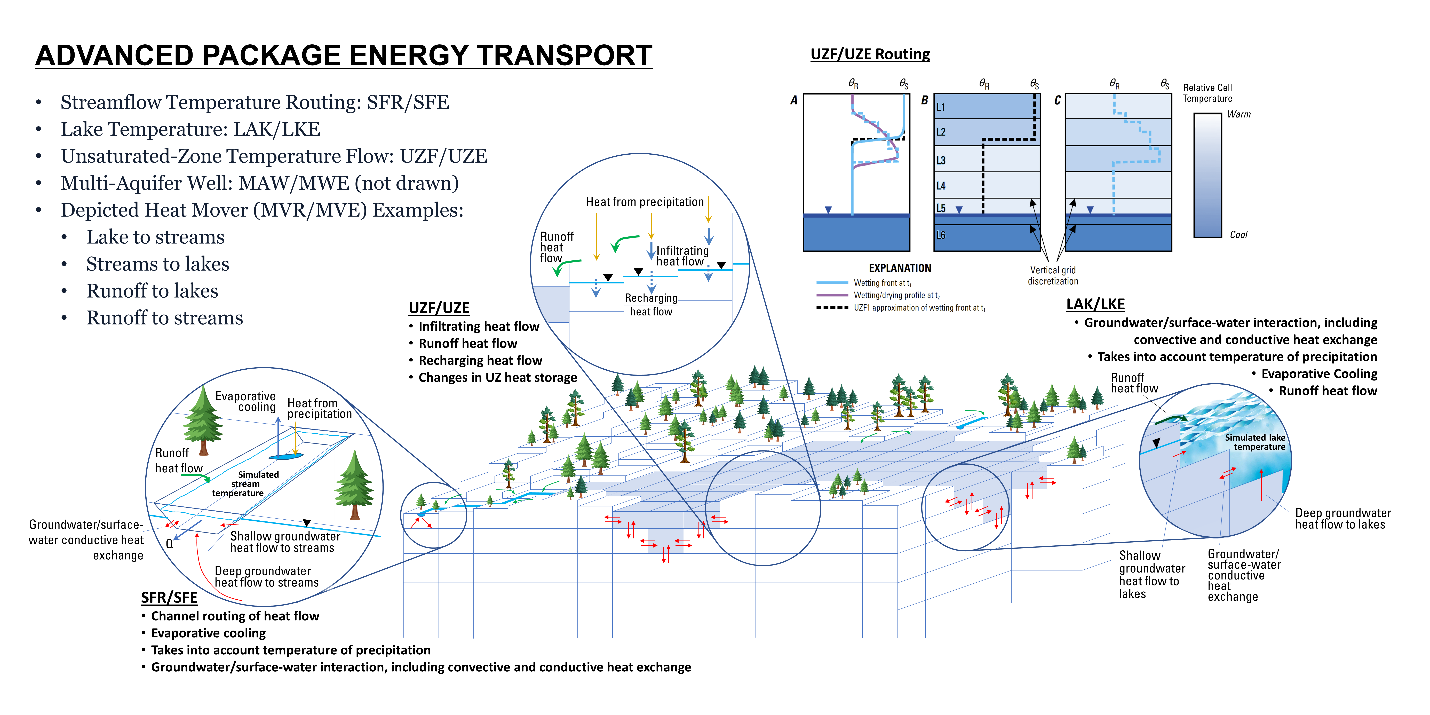 ADVANCED PACKAGE ENERGY TRANSPORT
• Streamflow Temperature Routing: SFR/SFE
• Lake Temperature: LAK/LKE
• Unsaturated-Zone Temperature Flow: UZF/UZE
• Multi-Aquifer Well: MAW/MWE (not drawn)
• Depicted Heat Mover (MVR/MVE) Examples:
• Lake to streams
• Streams to lakes
• Runoff to lakes
• Runoff to streams
UZF/UZE Routing
A
θR
θS
B
θR
θS
L1
L2
L3
L4
L5
L6
C
θR
θS
Relative Cell
Temperature
Warm
Cool
Vertical grid
discretization
EXPLANATION
Wetting front at ti
Wetting/drying profile at ti
UZF1 approximation of wetting front at ti
Heat from precipitation
Runoff
heat
flow
Infiltrating
heat flow
Recharging
heat flow
UZF/UZE
• Infiltrating heat flow
• Runoff heat flow
• Recharging heat flow
• Changes in UZ heat storage
LAK/LKE
• Groundwater/surface-water interaction, including
convective and conductive heat exchange
• Takes into account temperature of precipitation
• Evaporative Cooling
• Runoff heat flow
Runoff
heat flow
Simulated lake
temperature
Deep groundwater
heat flow to lakes
Shallow
groundwater
heat flow to
lakes
Groundwater/
surface-water
conductive
heat
exchange
Evaporative
cooling
Heat from
precipitation
Runoff
heat flow
Simulated
stream
temperature
Groundwater/surface-
water conductive heat
exchange
Q
Shallow groundwater
heat flow to streams
Deep groundwater
heat flow to streams
SFR/SFE
• Channel routing of heat flow
• Evaporative cooling
• Takes into account temperature of precipitation
• Groundwater/surface-water interaction, including convective and conductive heat exchange